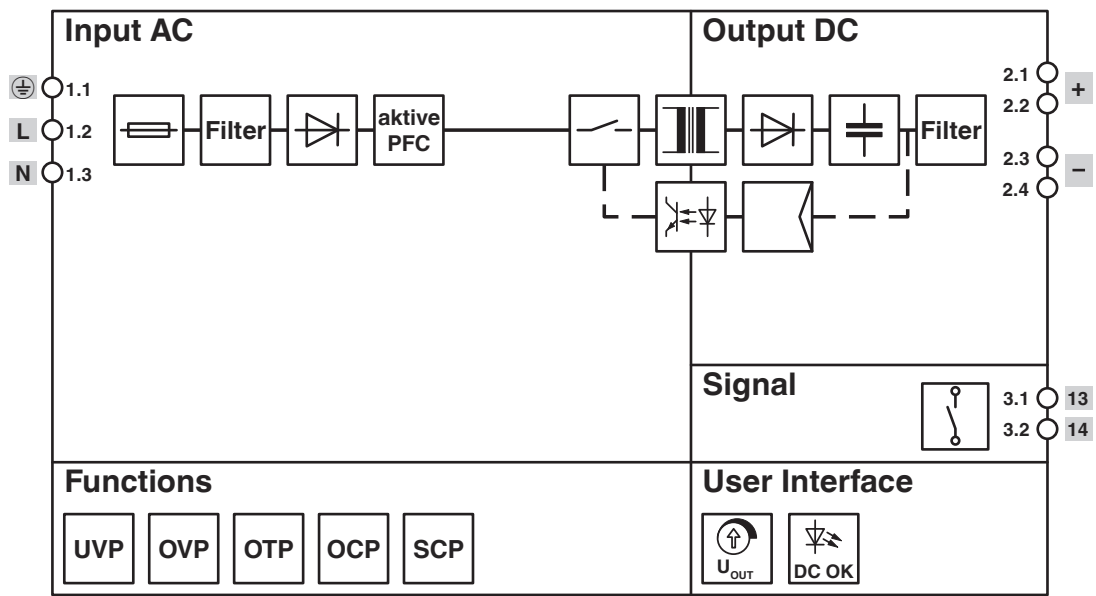 Input AC
Output DC
1.1
L 1.2
N 1.3
Filter
aktive
PFC
Filter
2.1
2.2
+
2.3
2.4
−
Signal
3.1 13
3.2 14
Functions
UVP OVP OTP OCP SCP
User Interface
UOUT
DC OK